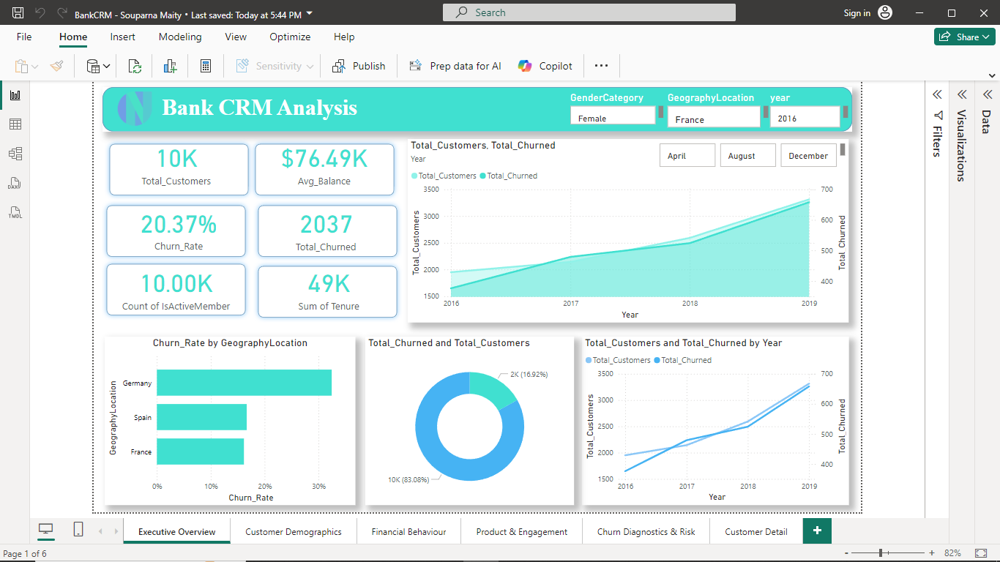 BankCRM - Souparna Maity • Last saved: Today at 5:44 PM
Search
Sign in
File
Home
Insert
Modeling
View
Optimize
Help
Share
Sensitivity
Publish
Prep data for AI
Copilot
Bank CRM Analysis
GenderCategory
GeographyLocation
year
Female
France
2016
10K
Total_Customers
$76.49K
Avg_Balance
20.37%
Churn_Rate
2037
Total_Churned
10.00K
Count of IsActiveMember
49K
Sum of Tenure
Total_Customers, Total_Churned
Year
April
August
December
Total_Customers
Total_Churned
3500
3000
2500
2000
1500
Total_Customers
700
600
500
400
Total_Churned
2016
2017
2018
2019
Year
Churn_Rate by GeographyLocation
GeographyLocation
Germany
Spain
France
0%
10%
20%
30%
Churn_Rate
Total_Churned and Total_Customers
2K (16.92%)
10K (83.08%)
Total_Customers and Total_Churned by Year
Total_Customers
Total_Churned
3500
3000
2500
2000
1500
Total_Customers
700
600
500
400
Total_Churned
2016
2017
2018
2019
Year
Filters
Visualizations
Data
DAX
TMDL
Executive Overview
Customer Demographics
Financial Behaviour
Product & Engagement
Churn Diagnostics & Risk
Customer Detail
+
Page 1 of 6
- + 82%